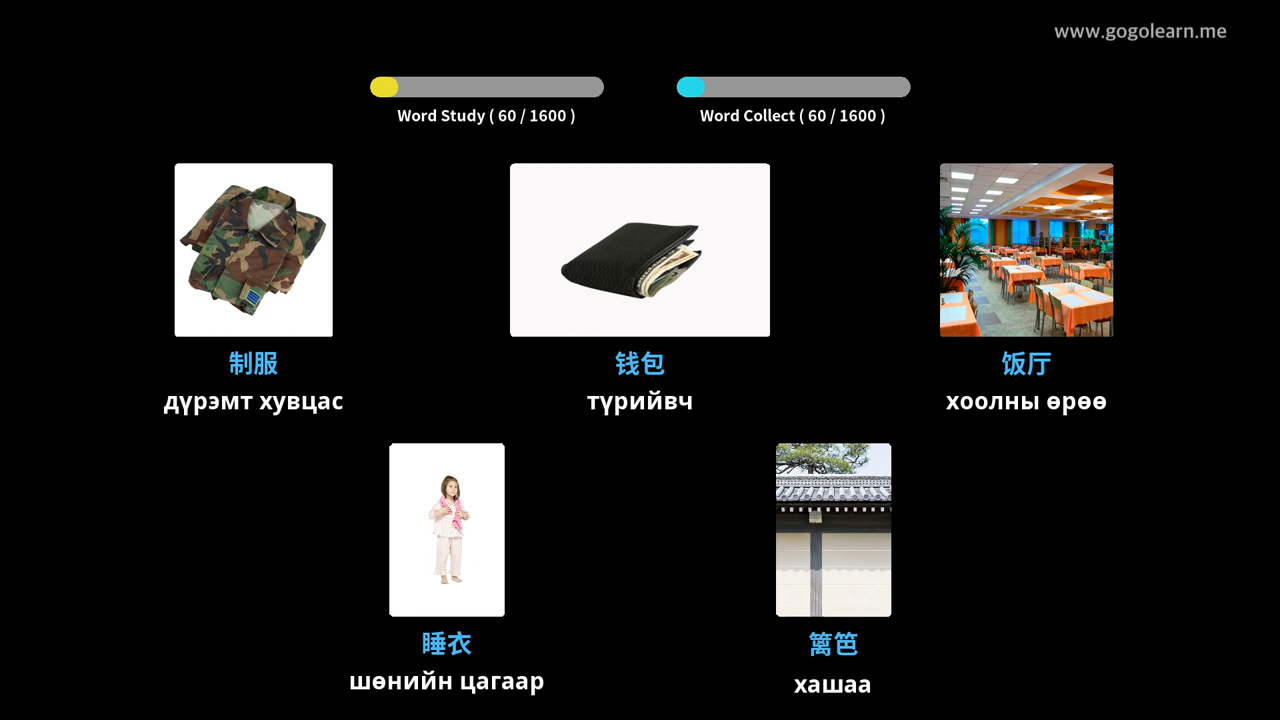 www.gogolearn.me
Word Study ( 60 / 1600 )
Word Collect ( 60 / 1600 )
制服
钱包
饭厅
дүрэмт хувцас
түрийвч
хоолны өрөө
睡衣
篱笆
шөнийн цагаар
хашаа